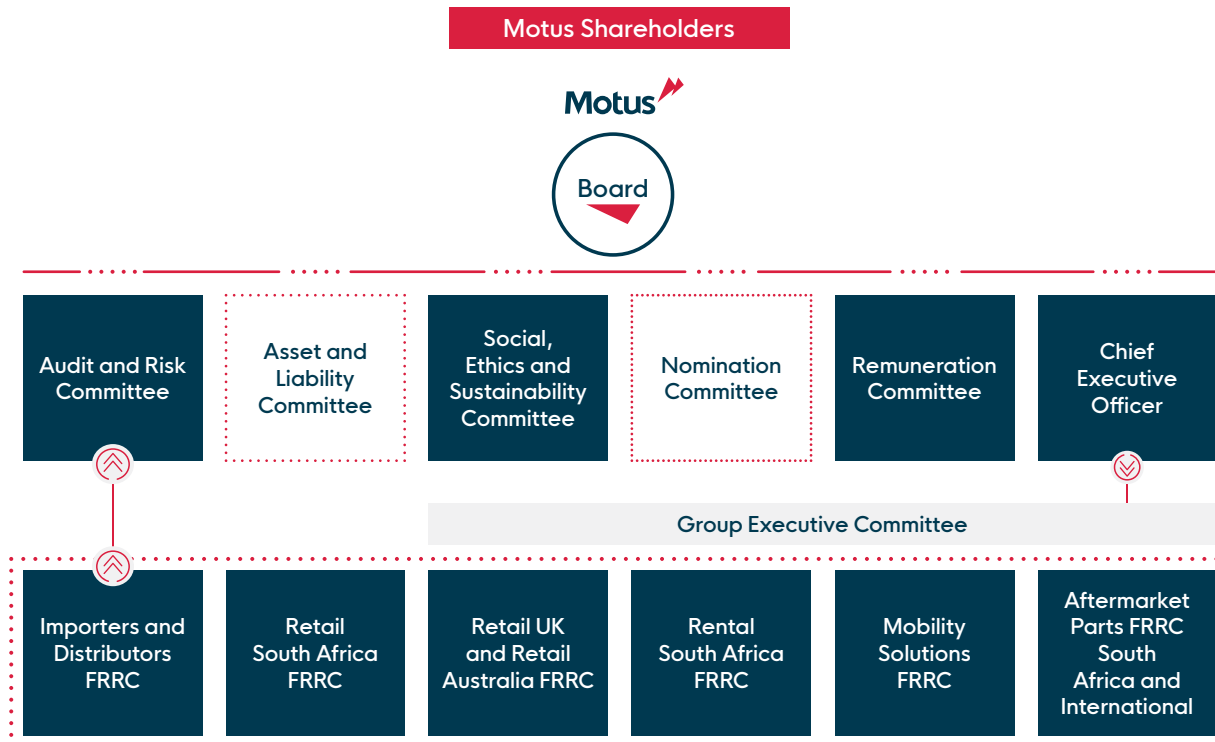 Motus Shareholders
Motus
Board
Audit and Risk
Committee
Asset and
Liability
Committee
Social,
Ethics and
Sustainability
Committee
Nomination
Committee
Remuneration
Committee
Chief
Executive
Officer
Group Executive Committee
Importers and
Distributors
FRRC
Retail
South Africa
FRRC
Retail UK
and Retail
Australia FRRC
Rental
South Africa
FRRC
Mobility
Solutions
FRRC
Aftermarket
Parts FRRC
South
Africa and
International